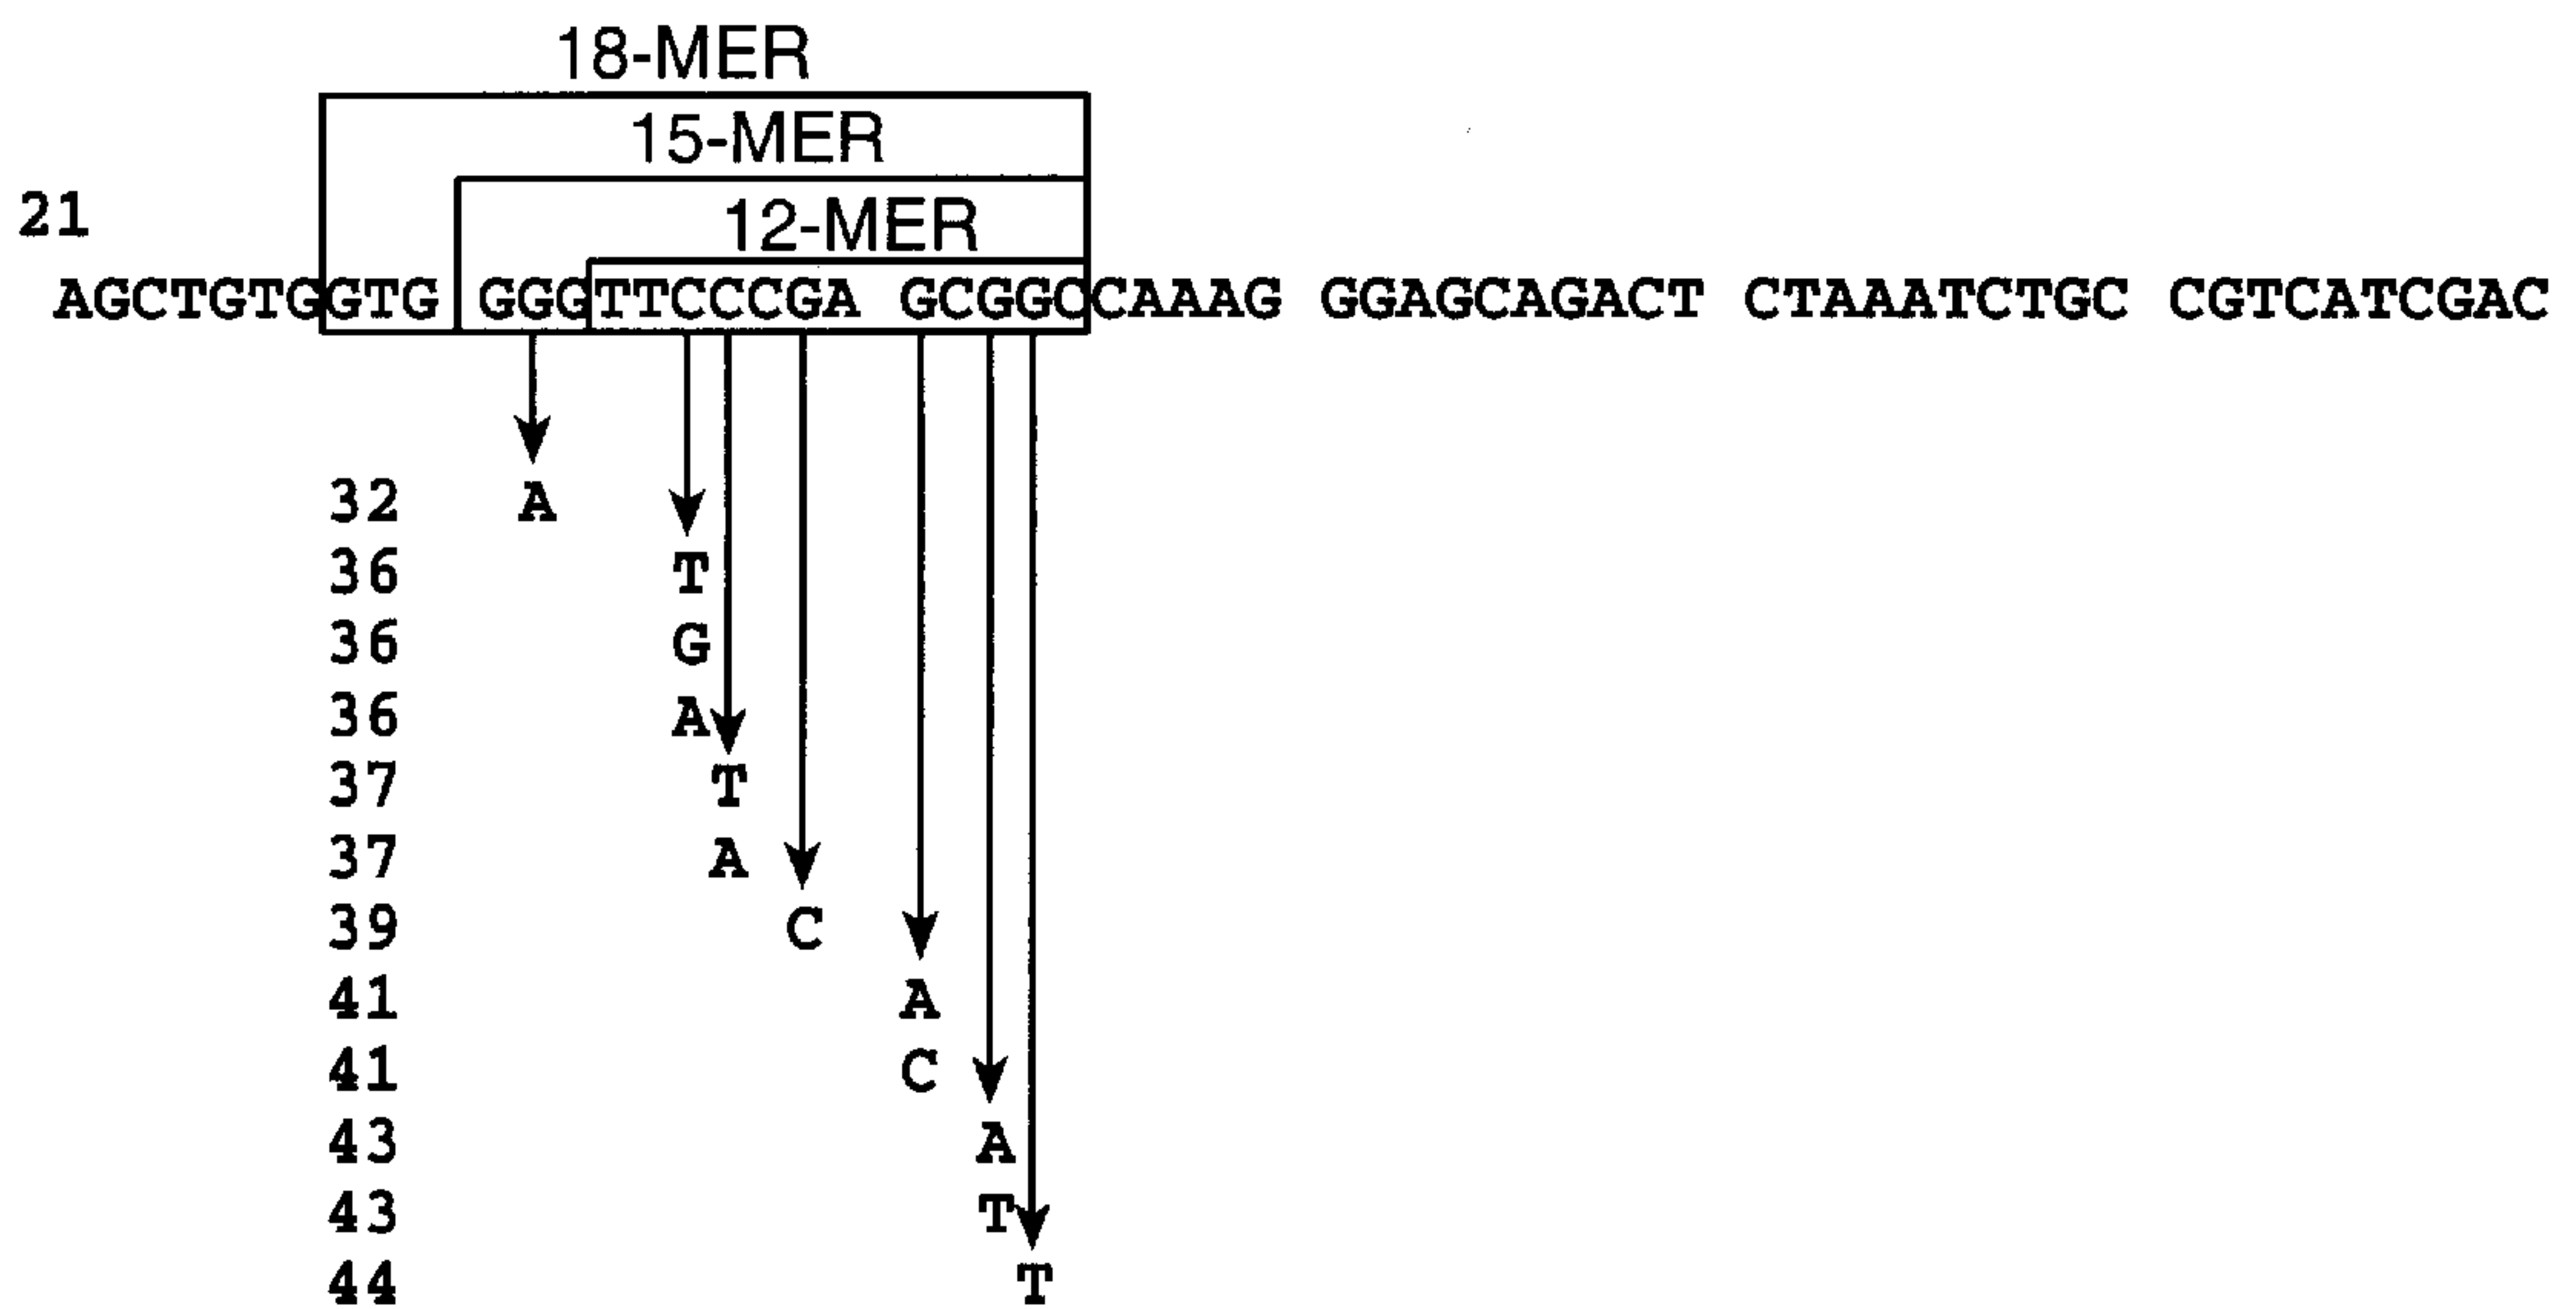 18-MER
15-MER
12-MER
21
AGCTGTGGTG GGGTTCCCGA GCGGCCAAAG GGAGCAGACT CTAAATCTGC CGTCATCGAC
32 A
36 T
36 G
36 A
37 T
37 A
39 C
41 A
41 C
43 A
43 T
44 T